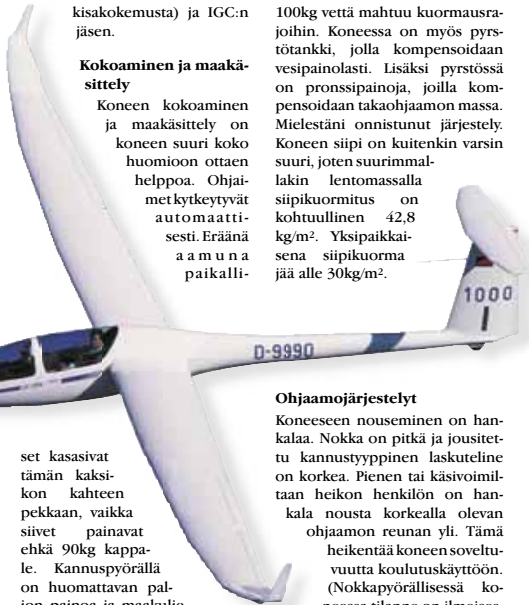 kisakokemusta) ja IGC:n
jäsen.
Kokoaminen ja maakä-
sittely
Koneen kokoaminen
ja maakäsittely on
koneen suuri koko
huomioon ottaen
helppoa. Ohjai-
met kytkeytyvät
automaatti-
sesti. Eräänä
aamuna
paikalli-
set kasasivat
tämän kaksi-
kon kahteen
pekkaan, vaikka
siivet painavat
ehkä 90kg kappa-
le. Kannuspyörällä
on huomattavan pal-
100kg vettä mahtuu kuormausra-
joihin. Koneessa on myös pyrs-
tötankki, jolla kompensoidaan
vesipainolasti. Lisäksi pyrstössä
on pronssipainoja, joilla kom-
pensoidaan takaohjaamon massa.
Mielestäni onnistunut järjestely.
Koneen siipi on kuitenkin varsin
suuri, joten suurimmal-
lakin lentomassalla
siipikuormitus on
kohtuullinen 42,8
kg/m². Yksipaikkai-
sena siipikuorma
jää alle 30kg/m².
1000
D-9990
Ohjaamojärjestelyt
Koneeseen nouseminen on han-
kalaa. Nokka on pitkä ja jousitet-
tu kannustyyppinen laskuteline
on korkea. Pienen tai käsivoimil-
taan heikon henkilön on han-
kala nousta korkealla olevan
ohjaamon reunan yli. Tämä
heikentää koneen soveltu-
vuutta koulutuskäyttöön.
(Nokkapyörällisessä ko-